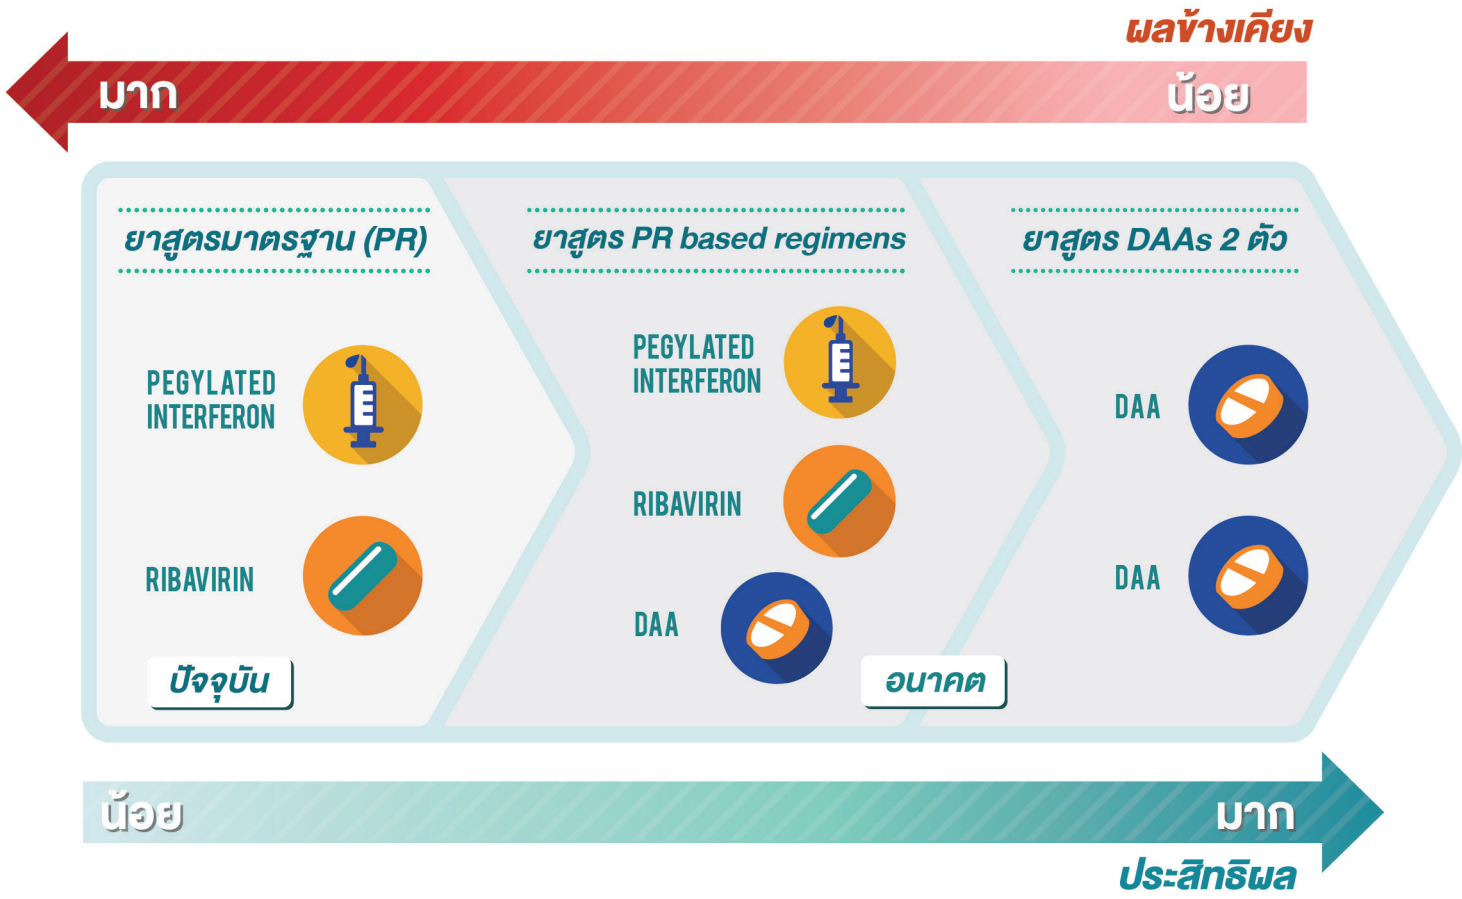 ผลข้างเคียง
มาก
น้อย
ยาสูตรมาตรฐาน (PR)
PEGYLATED
INTERFERON
RIBAVIRIN
ปัจจุบัน
ยาสูตร PR based regimens
PEGYLATED
INTERFERON
RIBAVIRIN
DAA
อนาคต
ยาสูตร DAAs 2 ตัว
DAA
DAA
น้อย
มาก
ประสิทธิผล